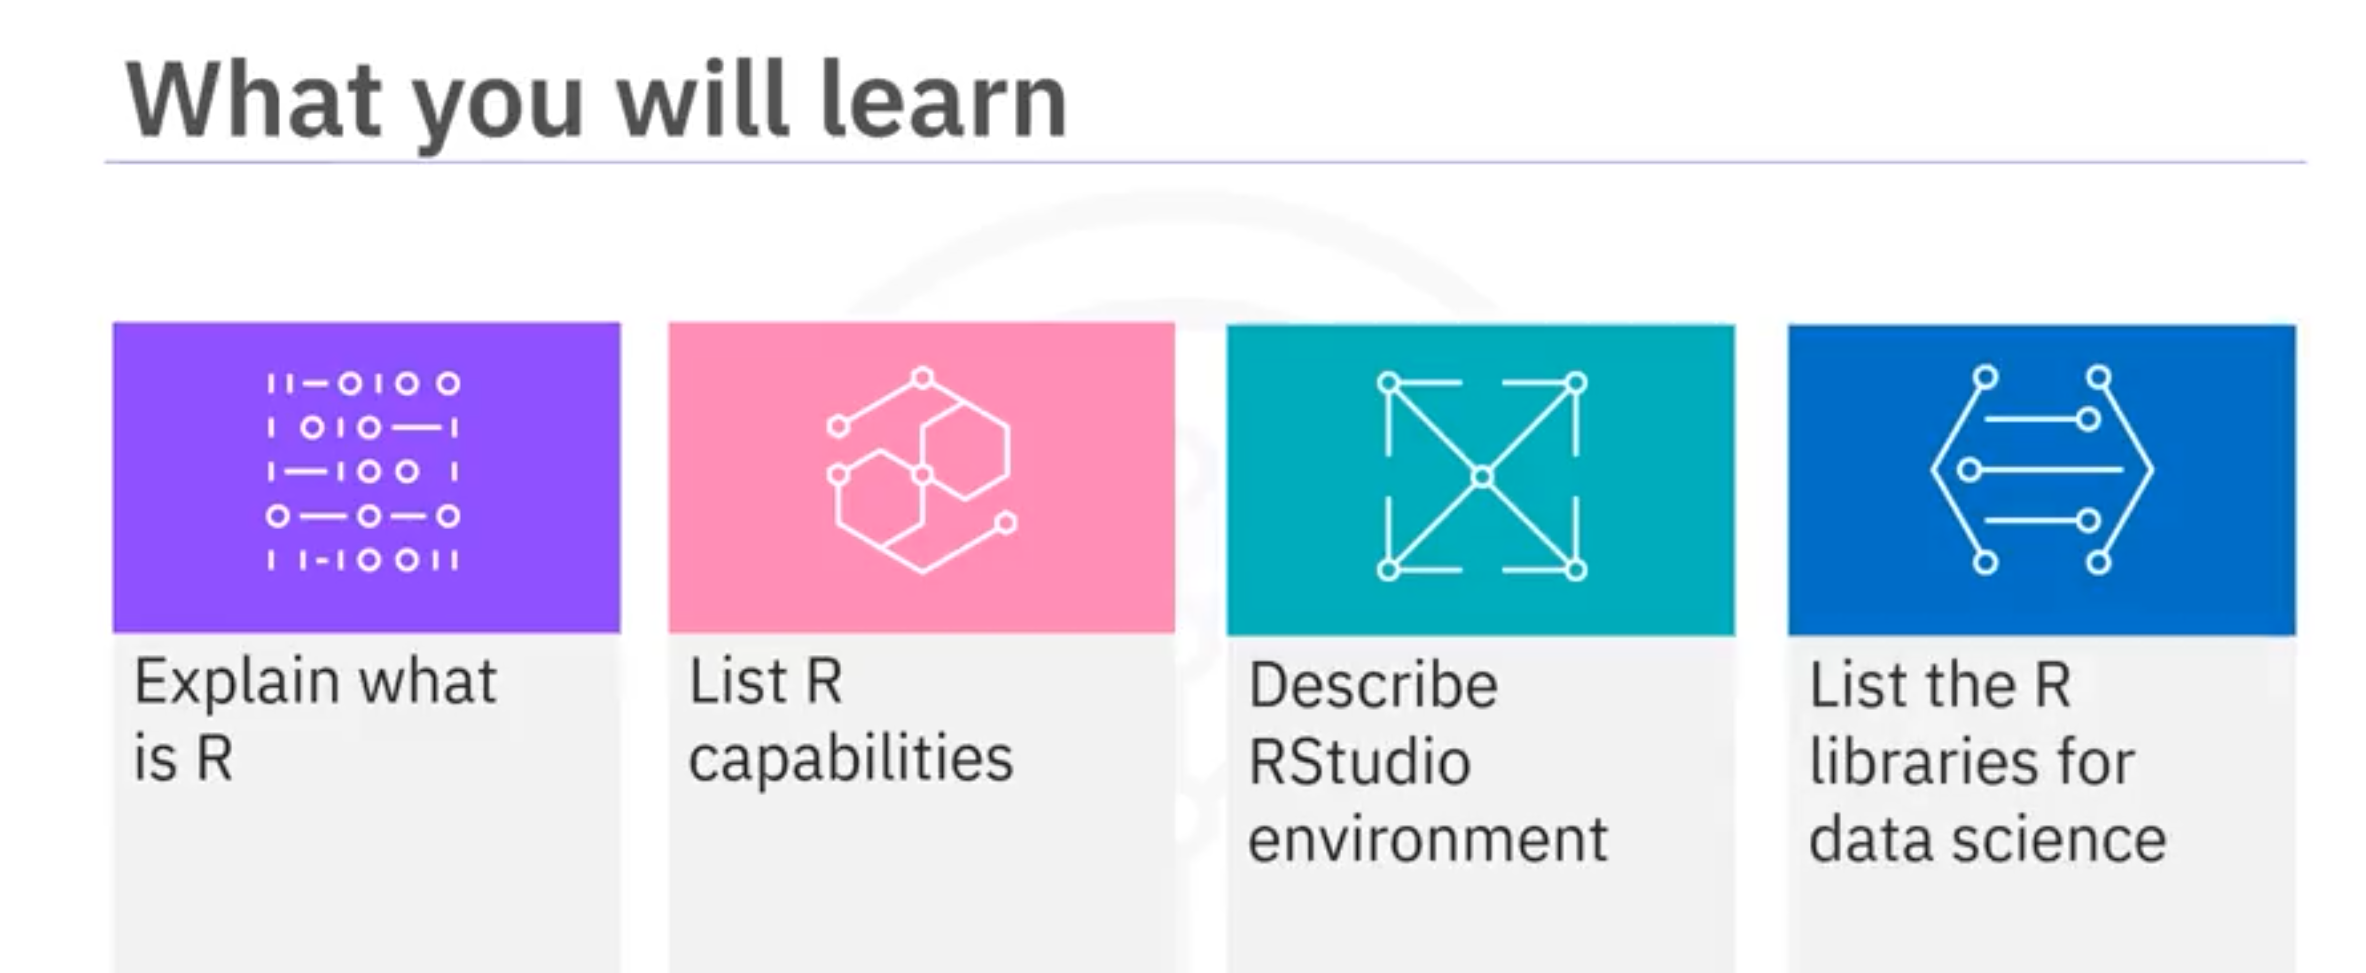 What you will learn
Explain what
is R
List R
capabilities
Describe
RStudio
environment
List the R
libraries for
data science